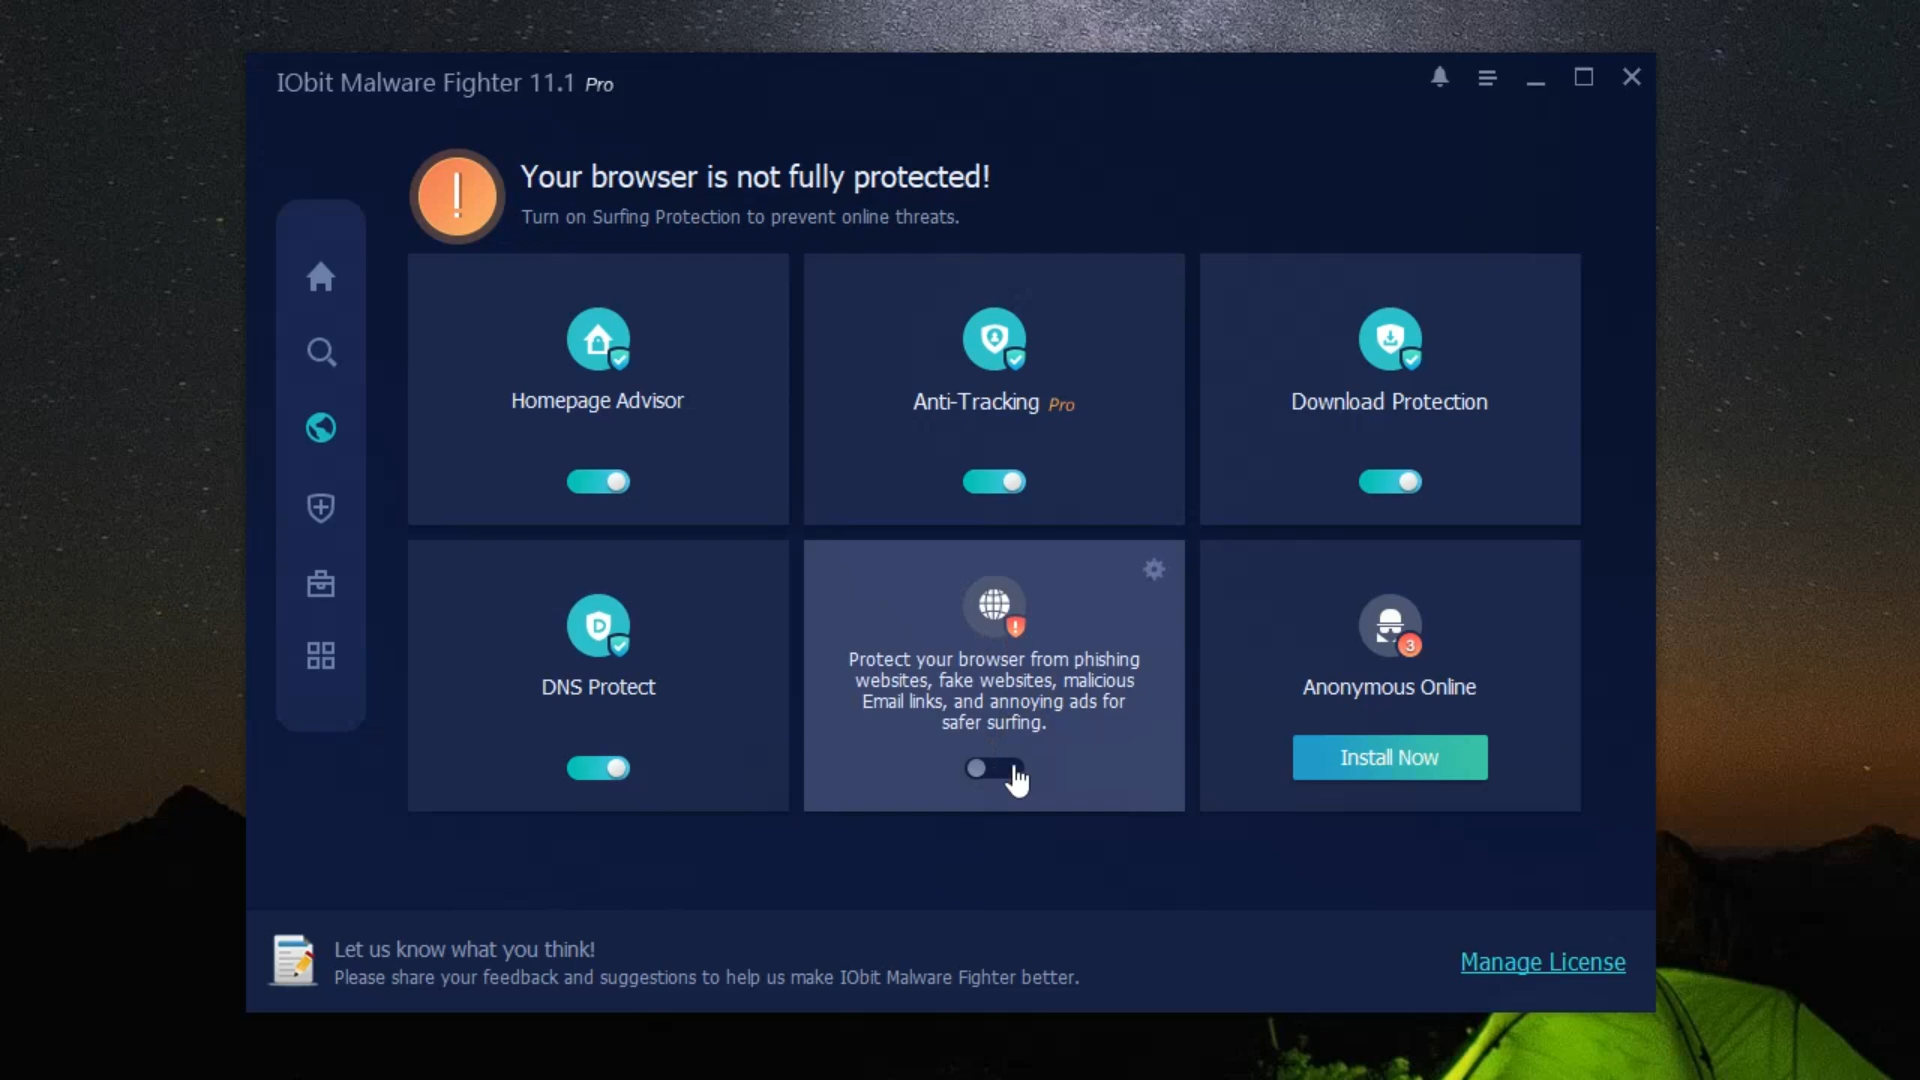 IObit Malware Fighter 11.1 Pro
Your browser is not fully protected!
Turn on Surfing Protection to prevent online threats.
Homepage Advisor
Anti-Tracking Pro
Download Protection
DNS Protect
Protect your browser from phishing
websites, fake websites, malicious
Email links, and annoying ads for
safer surfing.
3
Anonymous Online
Install Now
Let us know what you think!
Please share your feedback and suggestions to help us make IObit Malware Fighter better.
Manage License